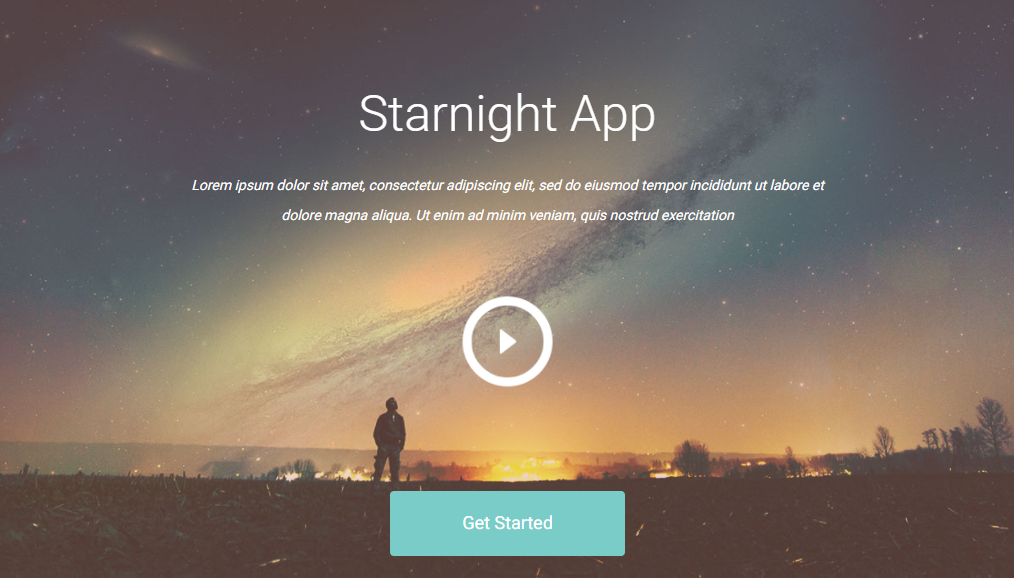 Starnight App
Lorem ipsum dolor sit amet, consectetur adipiscing elit, sed do eiusmod tempor incididunt ut labore et
dolore magna aliqua. Ut enim ad minim veniam, quis nostrud exercitation
Get Started